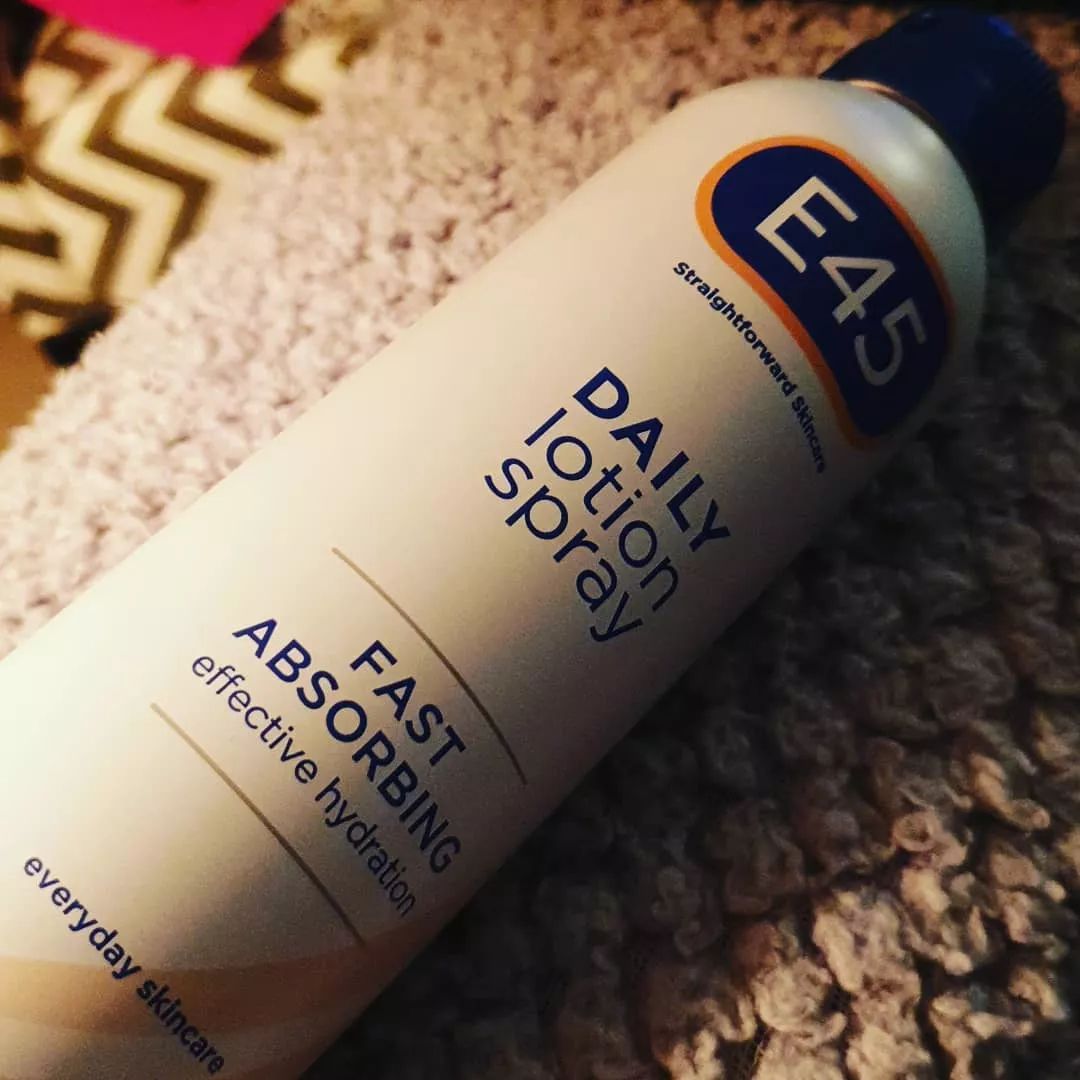 E45
Straightforward Skincare
DAILY
lotion
spray
FAST
ABSORBING
effective hydration
everyday skincare